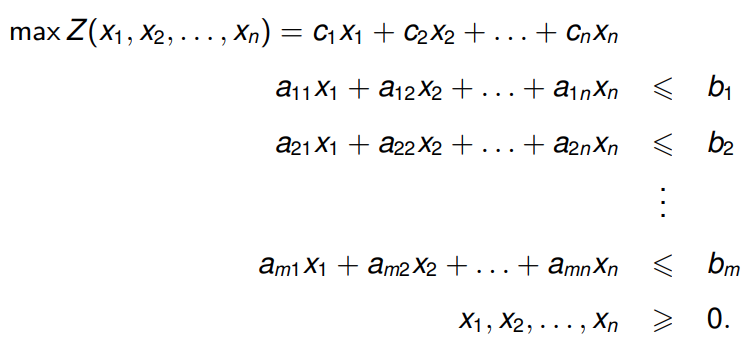 max Z(x₁, x₂, . . . , xₙ) = c₁x₁ + c₂x₂ + . . . + cₙxₙ
a₁₁x₁ + a₁₂x₂ + . . . + a₁ₙxₙ ⩽ b₁
a₂₁x₁ + a₂₂x₂ + . . . + a₂ₙxₙ ⩽ b₂
⋮
aₘ₁x₁ + aₘ₂x₂ + . . . + aₘₙxₙ ⩽ bₘ
x₁, x₂, . . . , xₙ ⩾ 0.